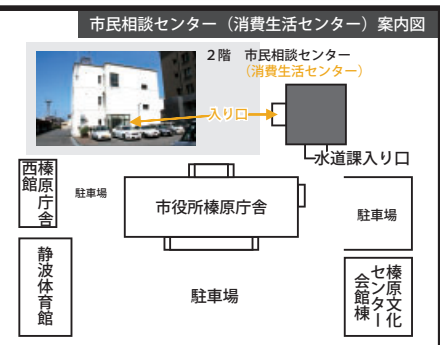 市民相談センター（消費生活センター）案内図
２階　市民相談センター
（消費生活センター）
入り口
水道課入り口
榛原庁舎
西館
駐車場
市役所榛原庁舎
駐車場
静波体育館
駐車場
榛原文化
センター
会館棟